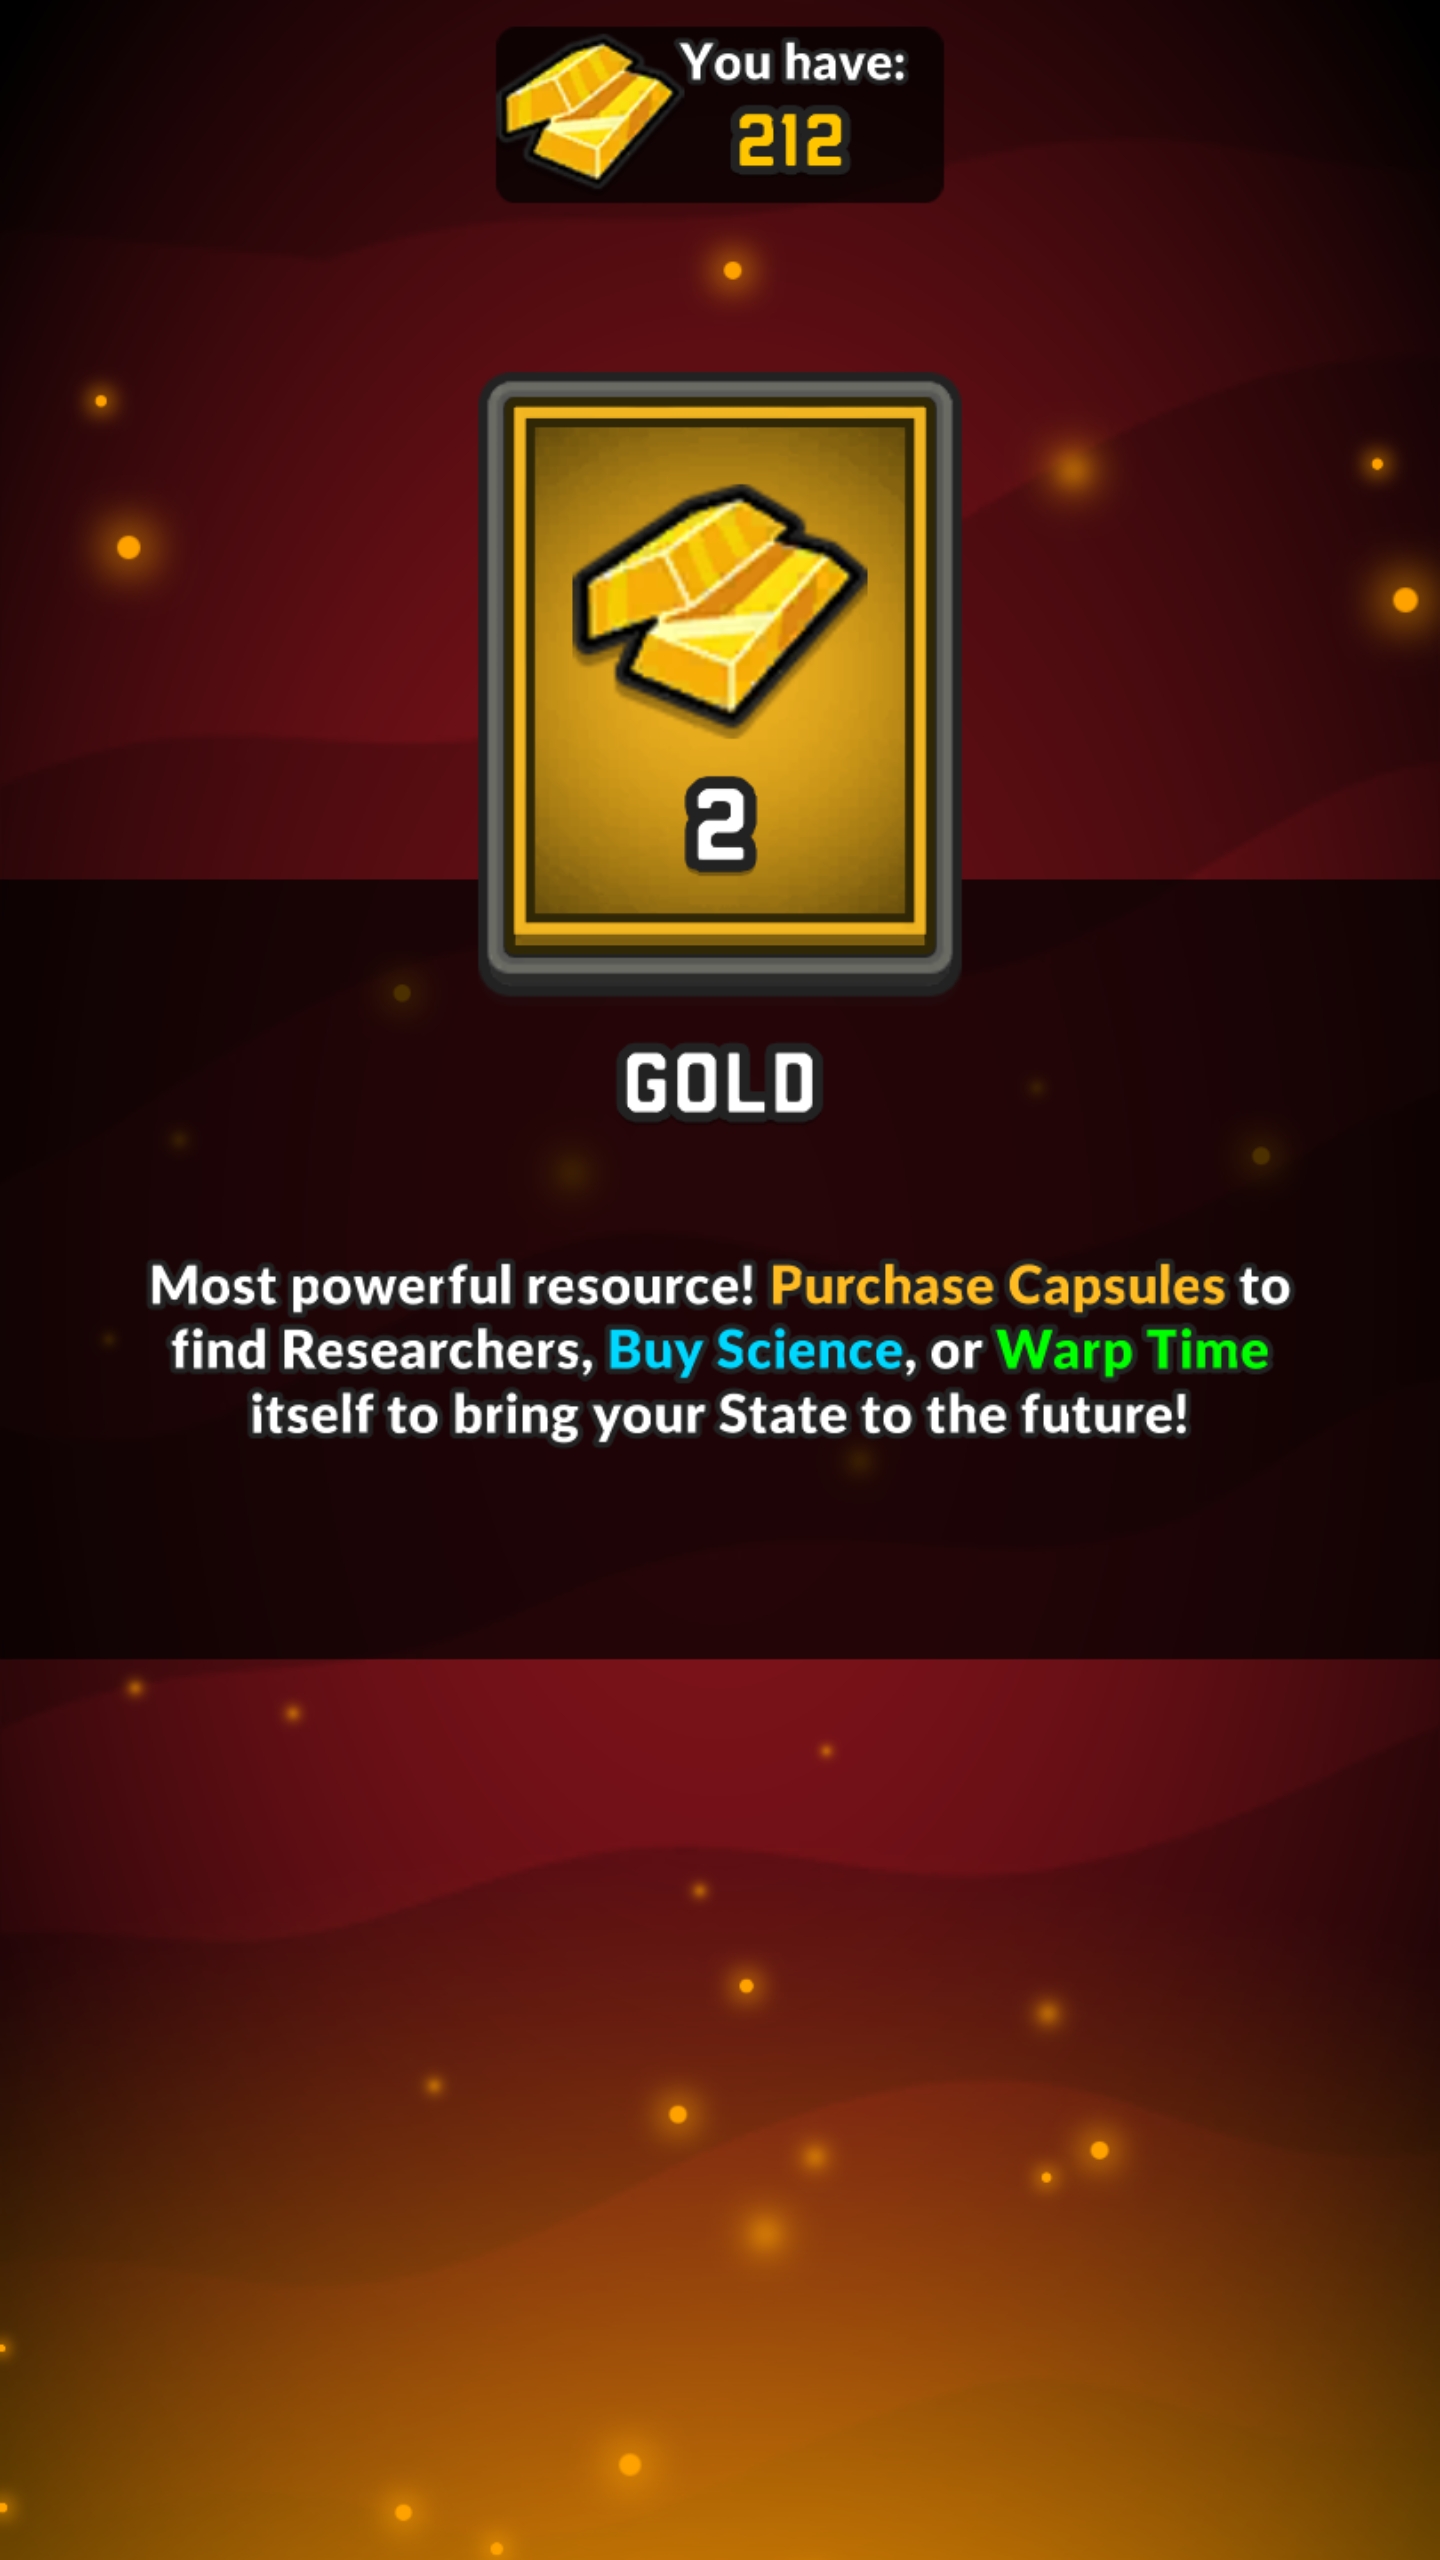 You have:
212
2
GOLD
Most powerful resource! Purchase Capsules to
find Researchers, Buy Science, or Warp Time
itself to bring your State to the future!